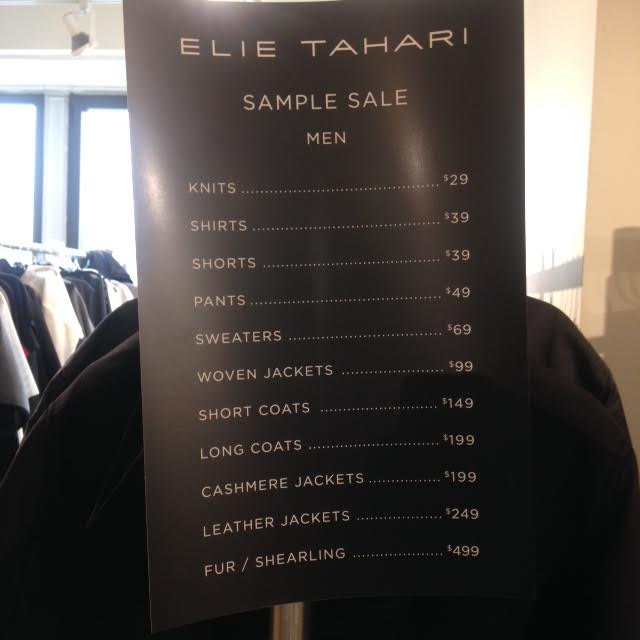 ELIE TAHARI
SAMPLE SALE
MEN
KNITS ........................................ $29
SHIRTS ...................................... $39
SHORTS .................................... $39
PANTS ....................................... $49
SWEATERS ................................ $69
WOVEN JACKETS ..................... $99
SHORT COATS ........................ $149
LONG COATS .......................... $199
CASHMERE JACKETS .............. $199
LEATHER JACKETS ................. $249
FUR / SHEARLING .................. $499